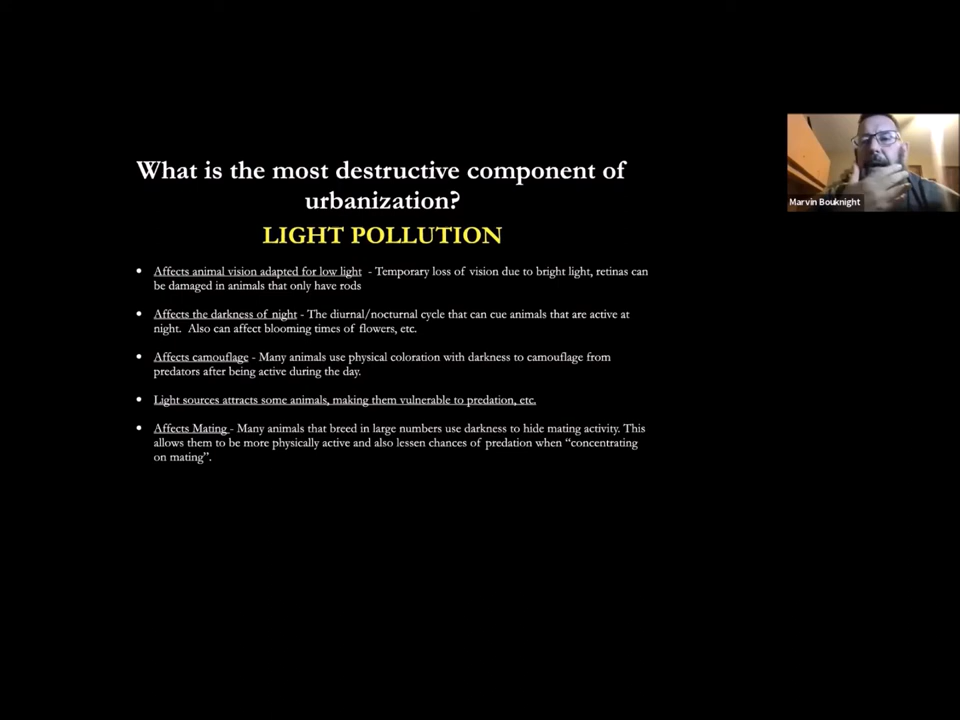 What is the most destructive component of
urbanization?
LIGHT POLLUTION
• Affects animal vision adapted for low light - Temporary loss of vision due to bright light, retinas can
be damaged in animals that only have rods
• Affects the darkness of night - The diurnal/nocturnal cycle that can cue animals that are active at
night. Also can affect blooming times of flowers, etc.
• Affects camouflage - Many animals use physical coloration with darkness to camouflage from
predators after being active during the day.
• Light sources attracts some animals, making them vulnerable to predation, etc.
• Affects Mating - Many animals that breed in large numbers use darkness to hide mating activity. This
allows them to be more physically active and also lessen chances of predation when “concentrating
on mating”.
Marvin Bouknight